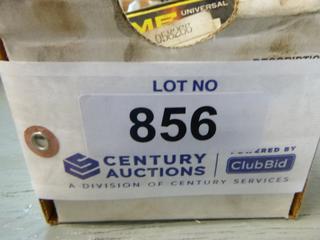 UNIVERSAL
LOT NO
856
CENTURY
AUCTIONS
POWERED BY
ClubBid
A DIVISION OF CENTURY SERVICES